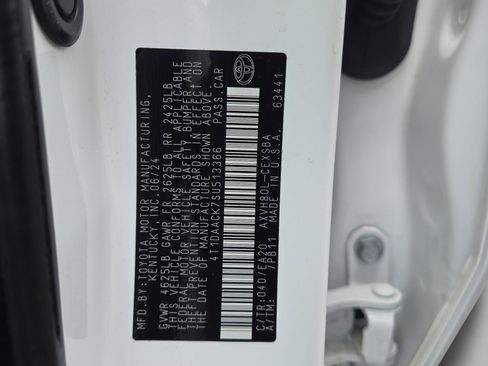 MFD. BY:TOYOTA MOTOR MANUFACTURING,
KENTUCKY, INC. 06/24
GVWR 4625LB GAWR FR 2625LB RR 2425LB
THIS VEHICLE CONFORMS TO ALL APPLICABLE
FEDERAL MOTOR VEHICLE SAFETY, BUMPER, AND
THEFT PREVENTION STANDARDS IN EFFECT ON
THE DATE OF MANUFACTURE SHOWN ABOVE.
4T1DAACK7SU513366 PASS.CAR
C/TR:040/EA20 AXVH80L-CEXSBA
A/TM: 7PB11 MADE IN U.S.A. 63441